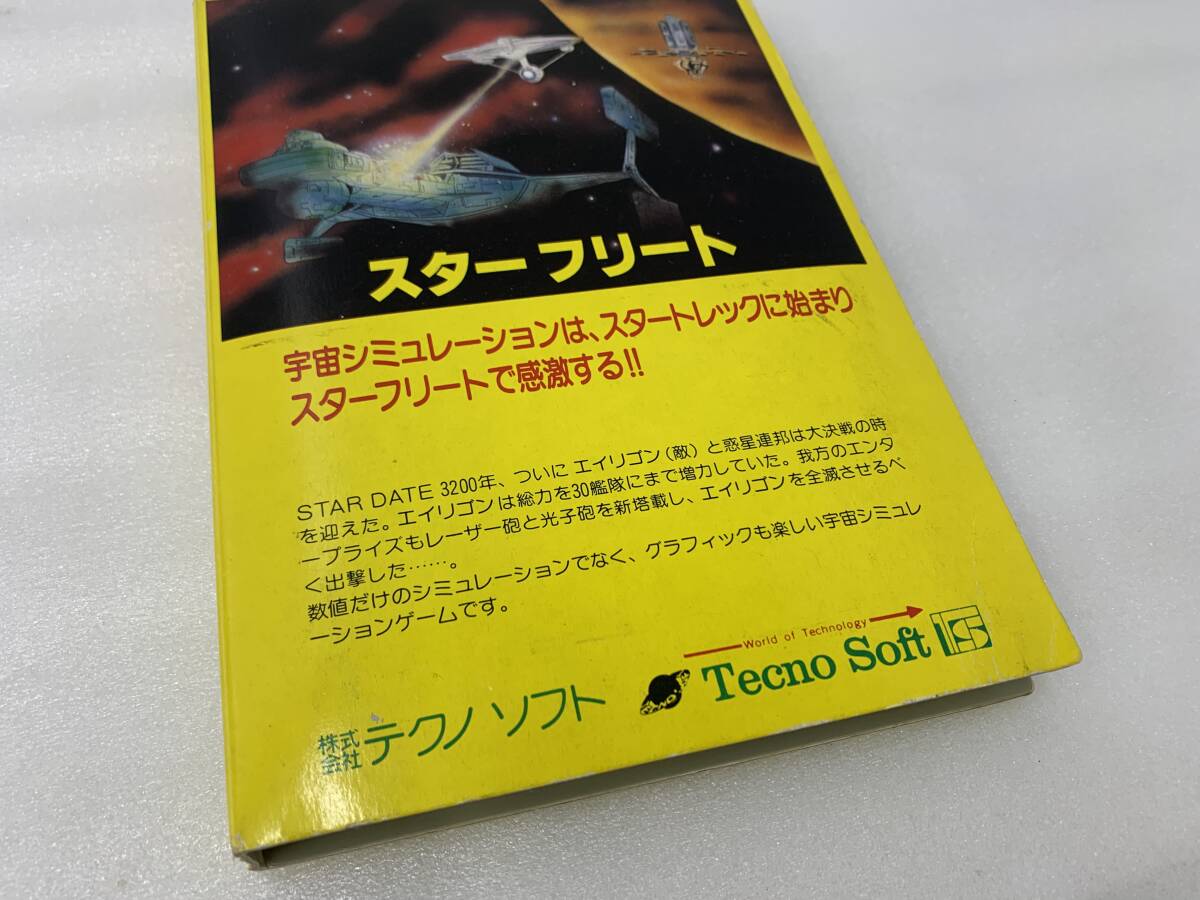 スターフリート
宇宙シミュレーションは、スタートレックに始まり
スターフリートで感激する!!
STAR DATE 3200年、ついに エイリゴン(敵)と惑星連邦は大決戦の時
を迎えた。エイリゴンは総力を30艦隊にまで増力していた。我方のエンタ
ープライズもレーザー砲と光子砲を新塔載し、エイリゴンを全滅させるべ
く出撃した……。
数値だけのシミュレーションでなく、グラフィックも楽しい宇宙シミュレ
ーションゲームです。
World of Technology
株式会社 テクノ ソフト
Tecno Soft